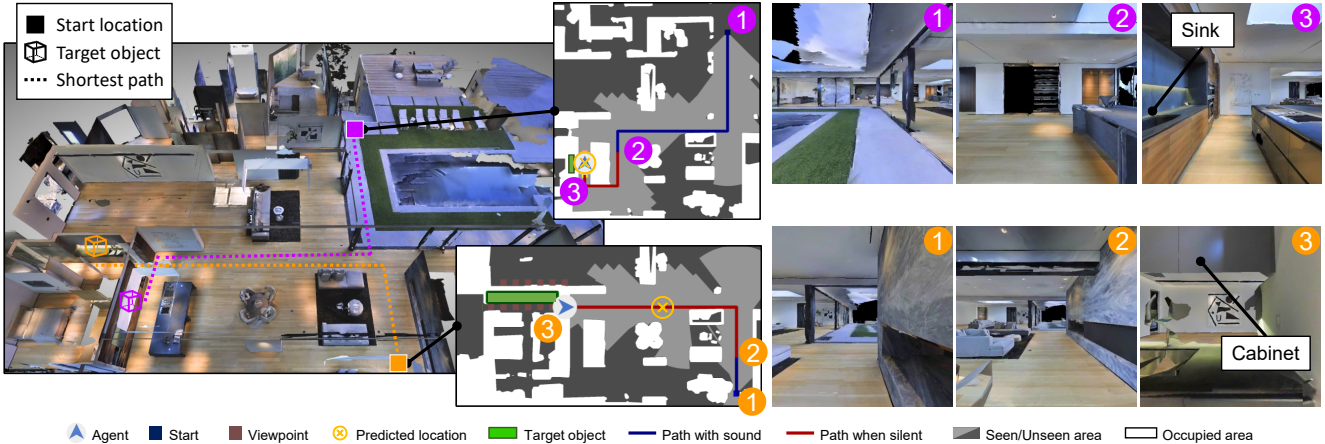 Start location
Target object
Shortest path
1
2
3
1
2
3
Sink
3
2
1
1
2
3
Cabinet
Agent
Start
Viewpoint
Predicted location
Target object
Path with sound
Path when silent
Seen/Unseen area
Occupied area